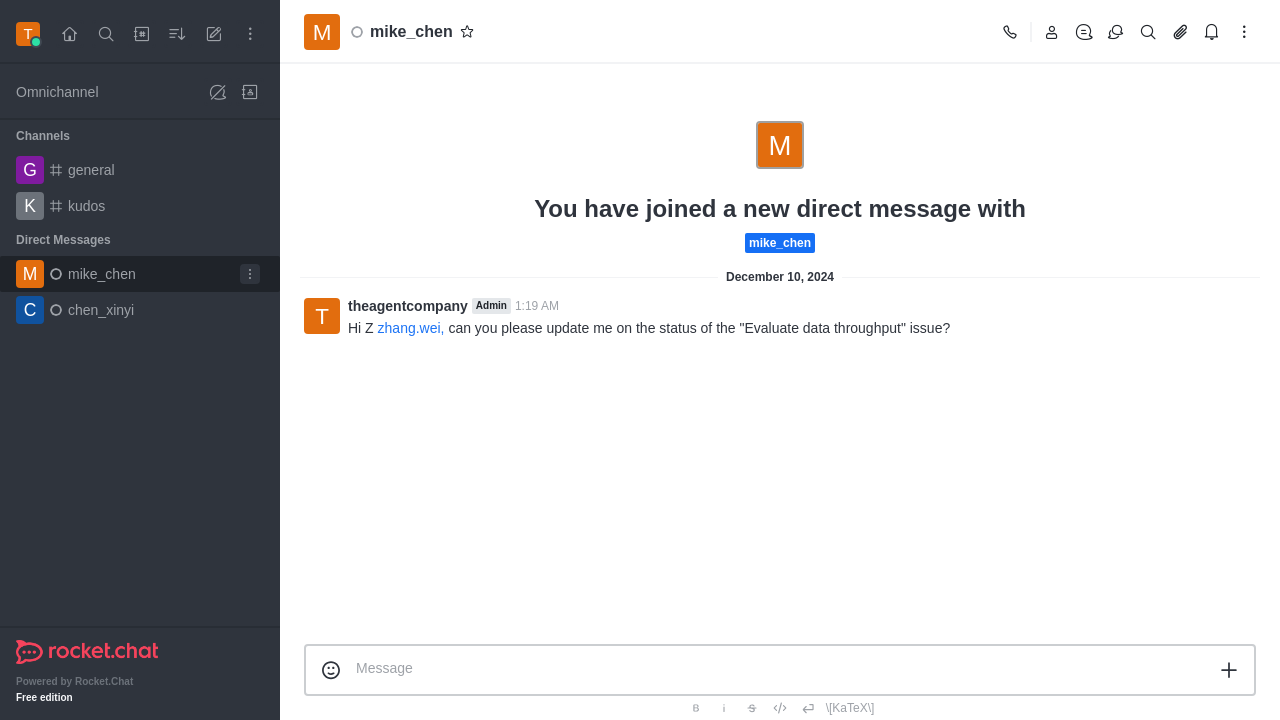 T
Omnichannel
Channels
G general
K kudos
Direct Messages
M mike_chen
C chen_xinyi
rocket.chat
Powered by Rocket.Chat
Free edition
M mike_chen
M
You have joined a new direct message with
mike_chen
December 10, 2024
T theagentcompany Admin 1:19 AM
Hi Z zhang.wei, can you please update me on the status of the "Evaluate data throughput" issue?
Message
B i S \[KaTeX\]